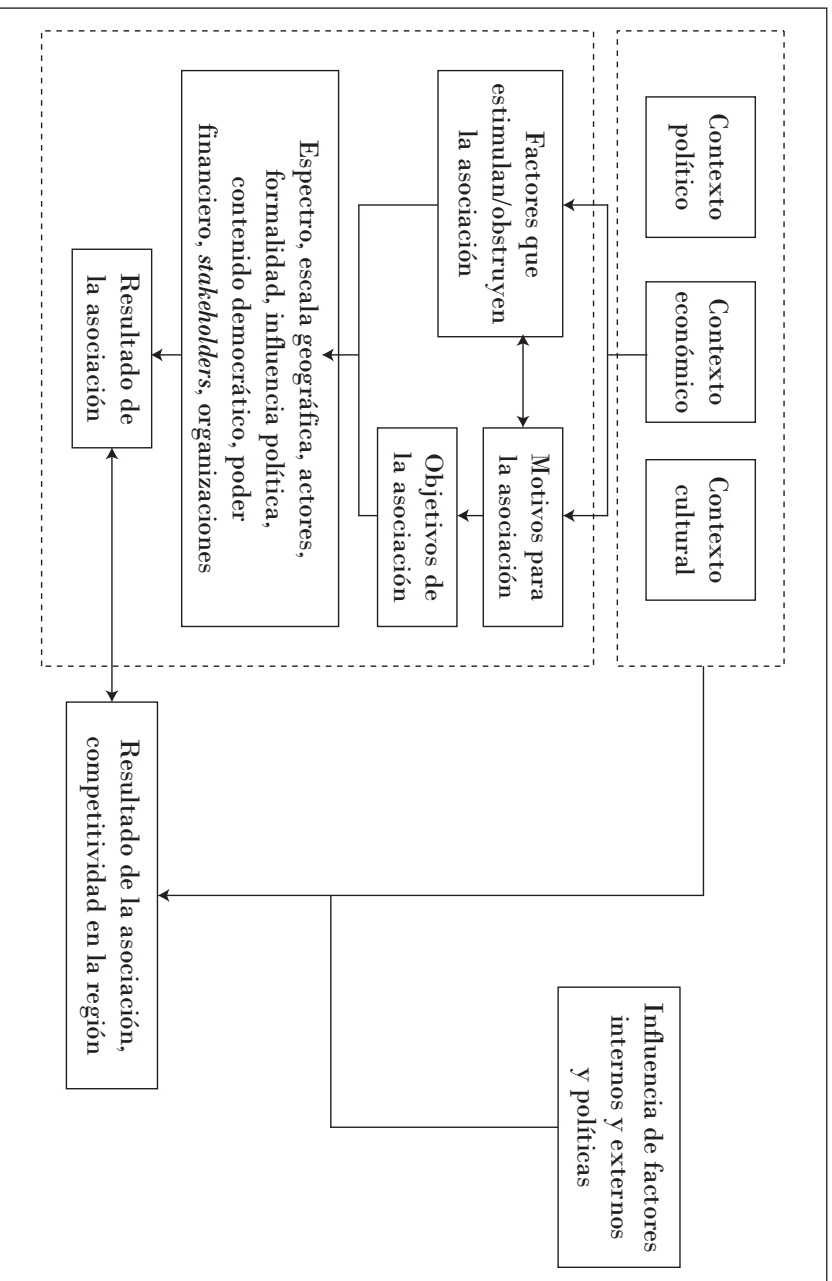 Contexto
político
Contexto
económico
Contexto
cultural
Factores que
estimulan/obstruyen
la asociación
Motivos para
la asociación
Objetivos de
la asociación
Espectro, escala geográfica, actores,
formalidad, influencia política,
contenido democrático, poder
financiero, stakeholders, organizaciones
Resultado de
la asociación
Influencia de factores
internos y externos
y políticas
Resultado de la asociación,
competitividad en la región